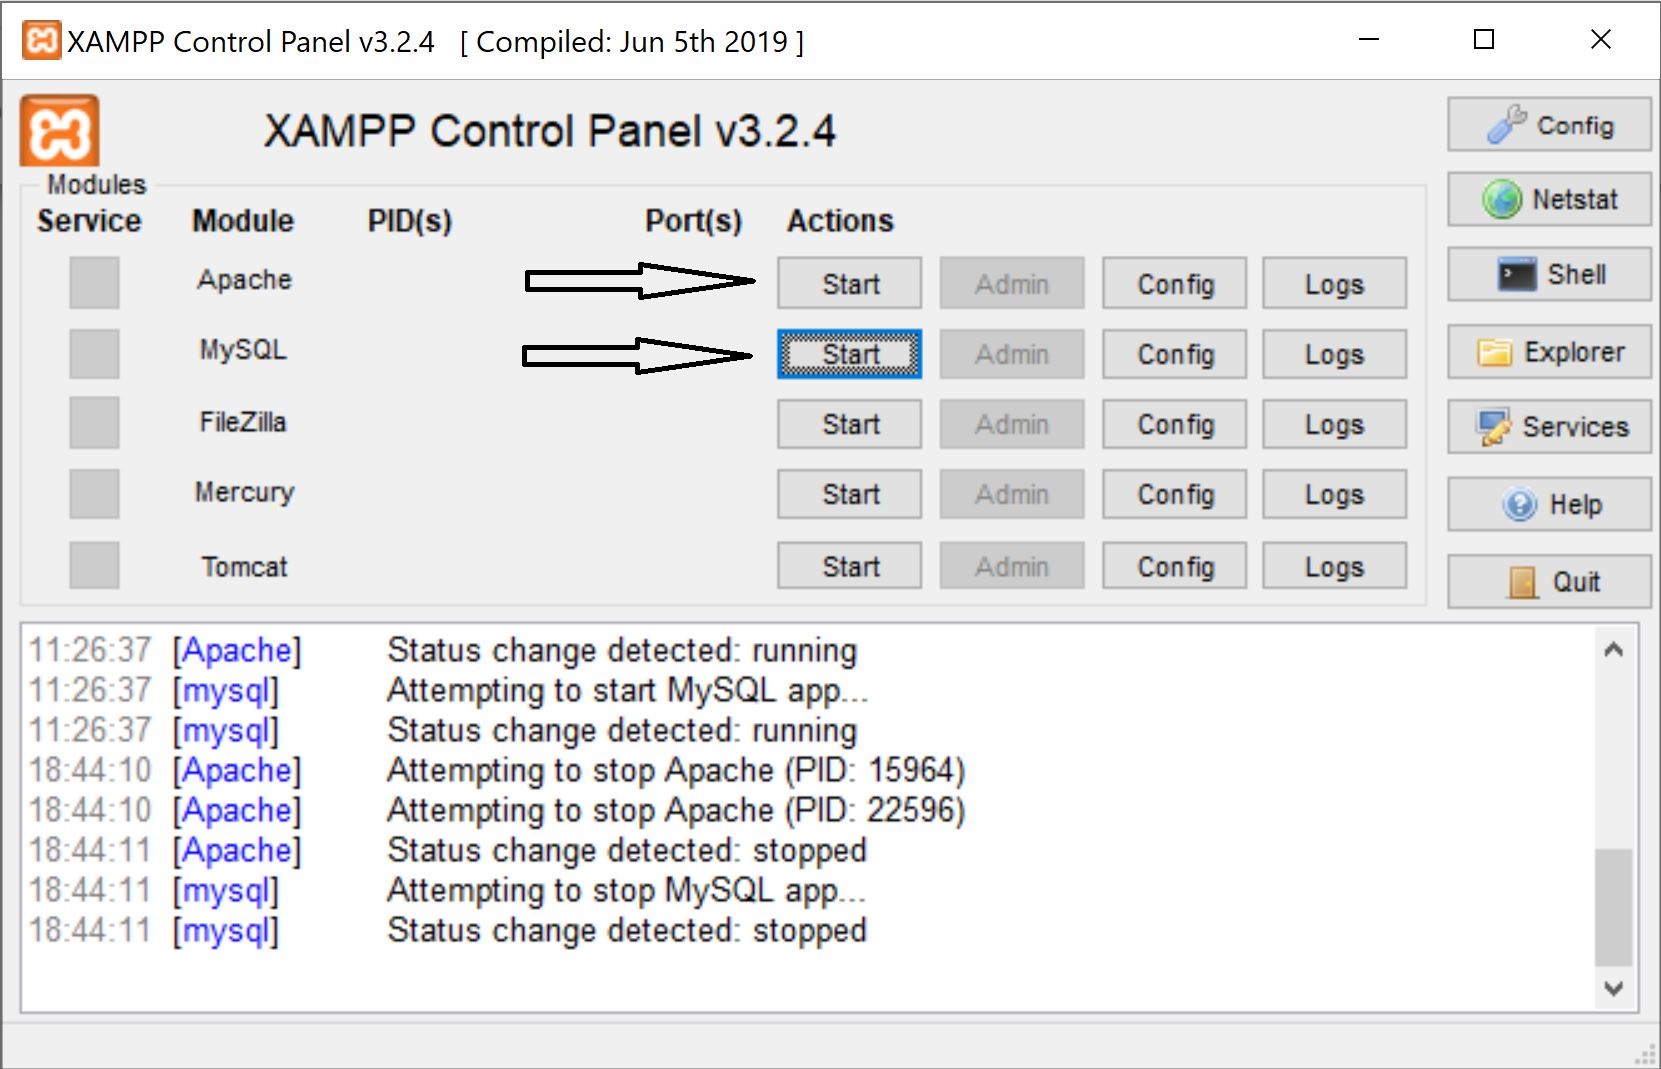 XAMPP Control Panel v3.2.4 [ Compiled: Jun 5th 2019 ]
XAMPP Control Panel v3.2.4
Config
Netstat
Shell
Explorer
Services
Help
Quit
Modules
Service Module PID(s) Port(s) Actions
Apache Start Admin Config Logs
MySQL Start Admin Config Logs
FileZilla Start Admin Config Logs
Mercury Start Admin Config Logs
Tomcat Start Admin Config Logs
11:26:37 [Apache] Status change detected: running
11:26:37 [mysql] Attempting to start MySQL app...
11:26:37 [mysql] Status change detected: running
18:44:10 [Apache] Attempting to stop Apache (PID: 15964)
18:44:10 [Apache] Attempting to stop Apache (PID: 22596)
18:44:11 [Apache] Status change detected: stopped
18:44:11 [mysql] Attempting to stop MySQL app...
18:44:11 [mysql] Status change detected: stopped